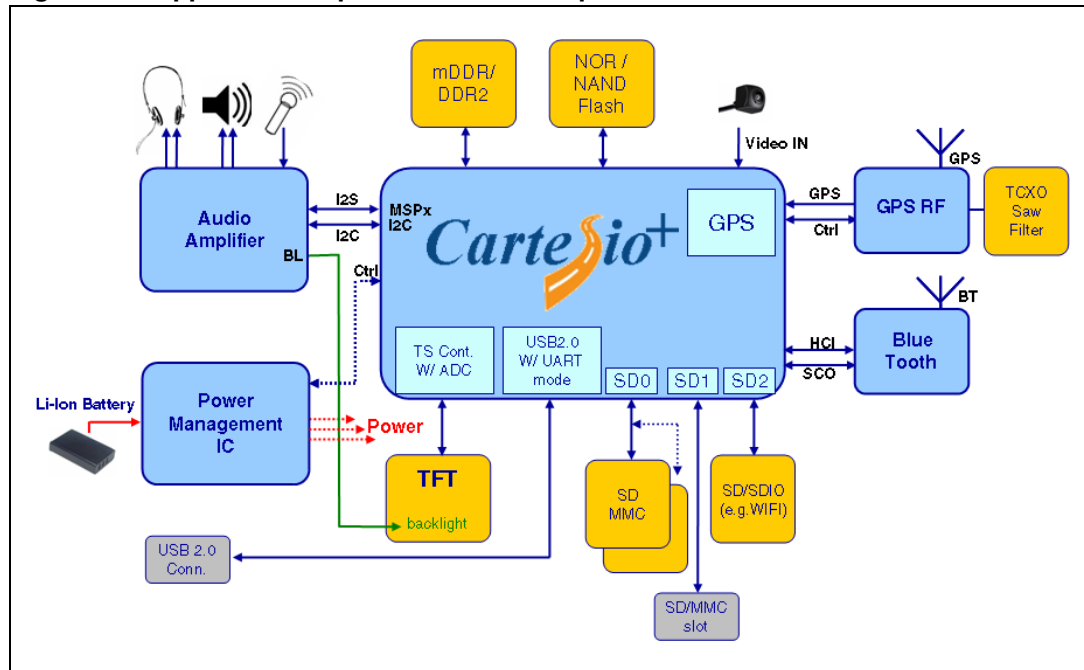 mDDR/
DDR2
NOR /
NAND
Flash
Video IN
GPS
Audio
Amplifier
BL
I2S
I2C
MSPx
I2C
Cartesio+
GPS
GPS
Ctrl
GPS RF
TCXO
Saw
Filter
Ctrl
BT
HCI
SCO
Blue
Tooth
TS Cont.
W/ ADC
USB2.0
W/ UART
mode
SD0
SD1
SD2
Li-Ion Battery
Power
Management
IC
Power
TFT
backlight
SD
MMC
SD/SDIO
(e.g.WIFI)
USB 2.0
Conn.
SD/MMC
slot